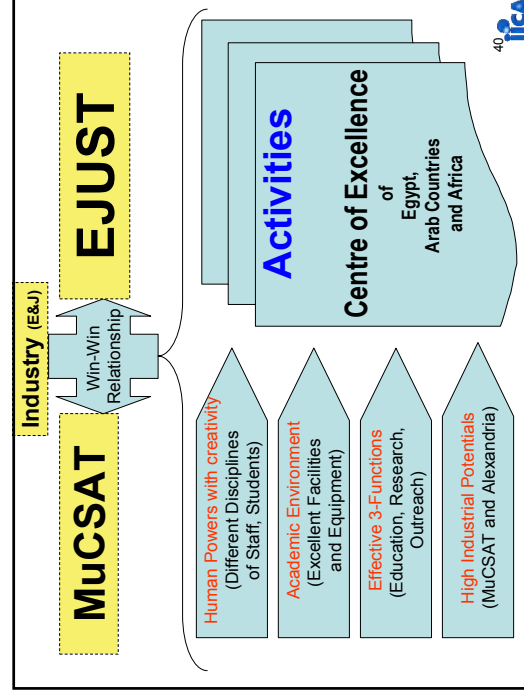 Industry (E&J)
MuCSAT
EJUST
Win-Win
Relationship
Human Powers with creativity
(Different Disciplines
of Staff, Students)
Academic Environment
(Excellent Facilities
and Equipment)
Effective 3-Functions
(Education, Research,
Outreach)
High Industrial Potentials
(MuCSAT and Alexandria)
Activities
Centre of Excellence
of
Egypt,
Arab Countries
and Africa
40